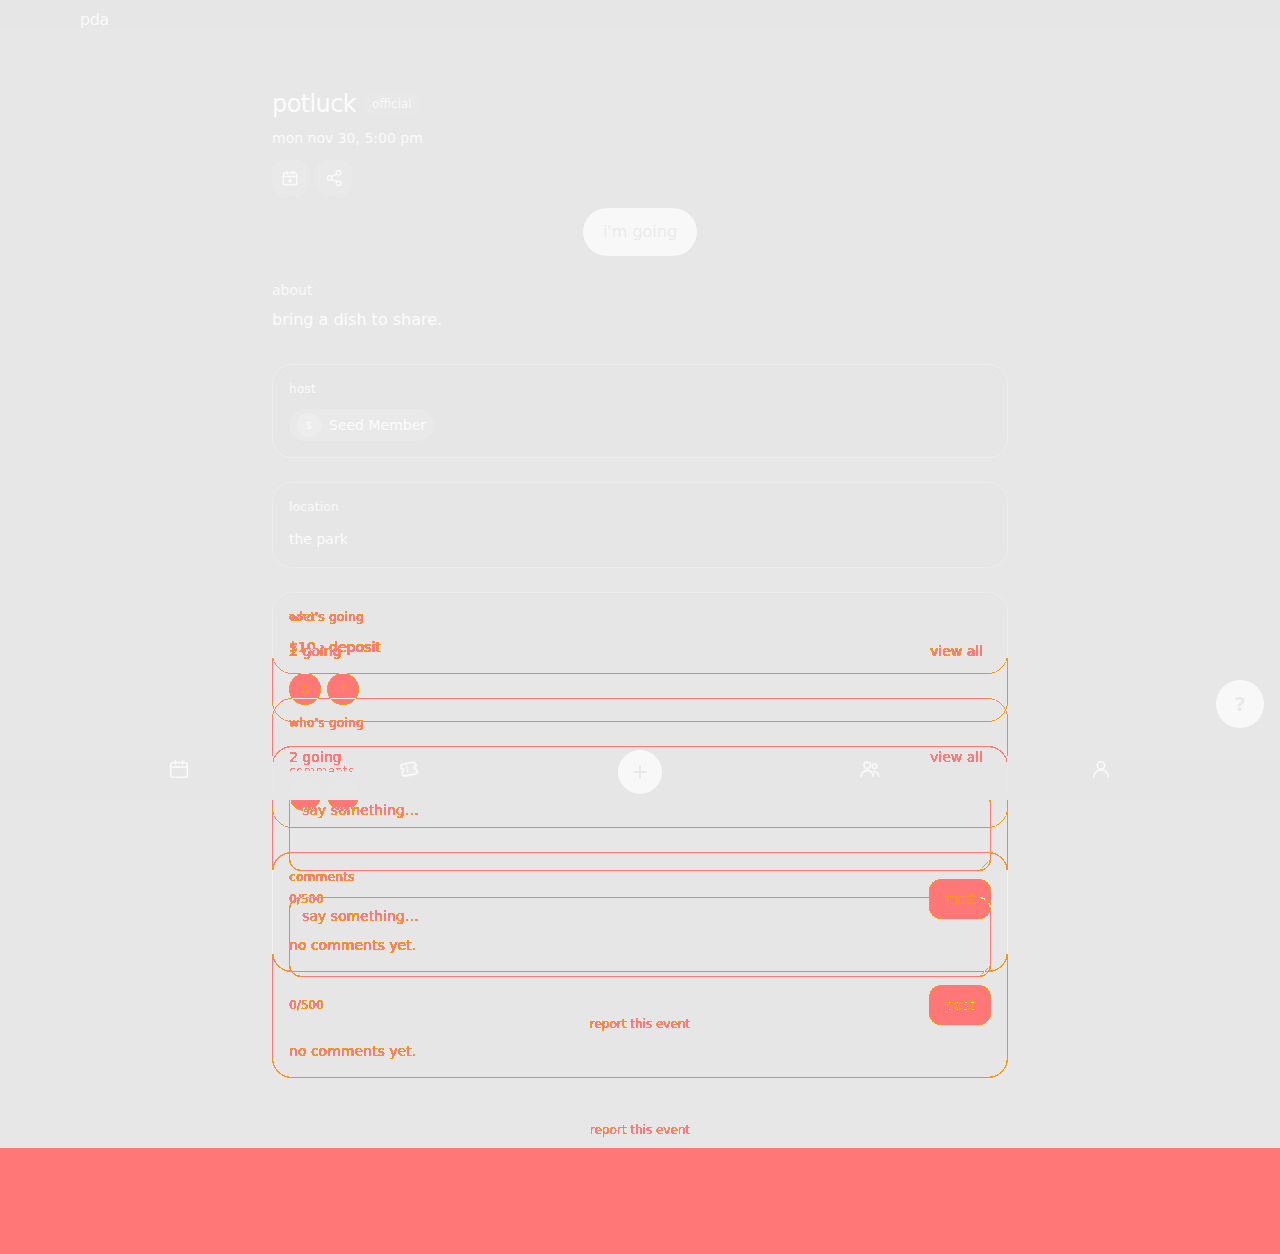 pda
potluck official
mon nov 30, 5:00 pm
i'm going
about
bring a dish to share.
host
S Seed Member
location
the park
who's going
$10 deposit
2 going view all
who's going
2 going view all
comments
say something...
comments
0/500
say something...
no comments yet.
0/500 post
report this event
no comments yet.
report this event
?